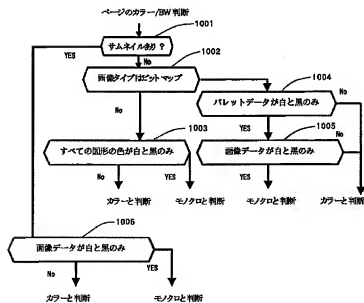 ページのカラー/BW判断
1001
サムネイルあり？
YES
No
1002
画像タイプはビットマップ
No
YES
1004
パレットデータが白と黒のみ
No
YES
1003
すべての図形の色が白と黒のみ
No
YES
1005
画像データが白と黒のみ
No
YES
カラーと判断
モノクロと判断
モノクロと判断
カラーと判断
1006
画像データが白と黒のみ
No
YES
カラーと判断
モノクロと判断